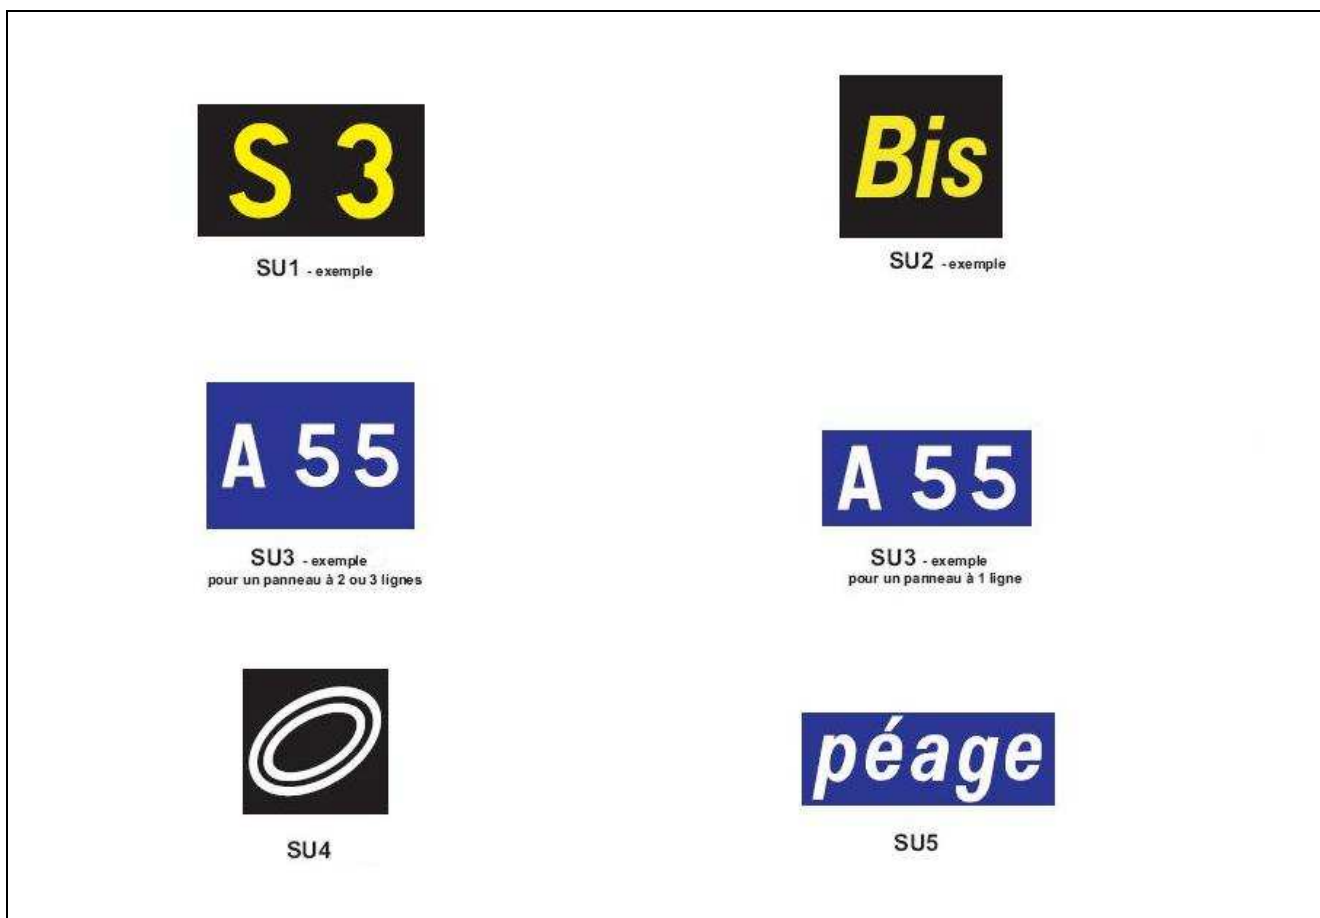 S 3
SU1 - exemple
Bis
SU2 - exemple
A 55
SU3 - exemple
pour un panneau à 2 ou 3 lignes
A 55
SU3 - exemple
pour un panneau à 1 ligne
SU4
péage
SU5